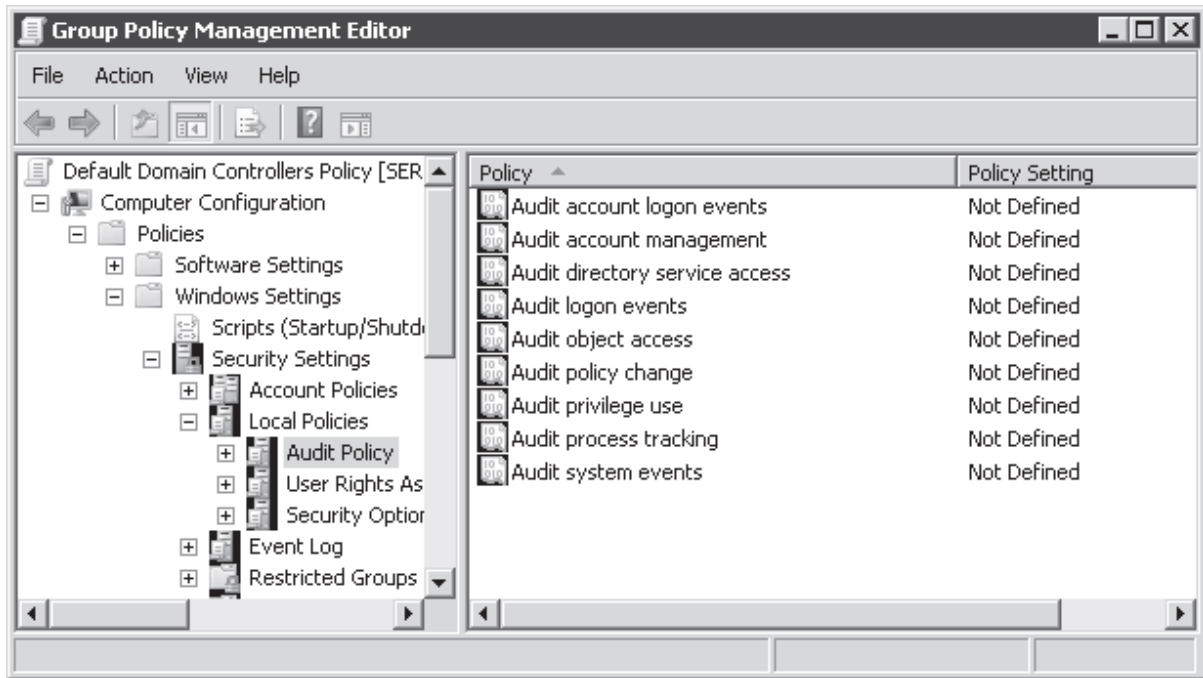 Group Policy Management Editor
File Action View Help
Default Domain Controllers Policy [SER
Computer Configuration
Policies
Software Settings
Windows Settings
Scripts (Startup/Shutd
Security Settings
Account Policies
Local Policies
Audit Policy
User Rights As
Security Option
Event Log
Restricted Groups
Policy Policy Setting
Audit account logon events Not Defined
Audit account management Not Defined
Audit directory service access Not Defined
Audit logon events Not Defined
Audit object access Not Defined
Audit policy change Not Defined
Audit privilege use Not Defined
Audit process tracking Not Defined
Audit system events Not Defined